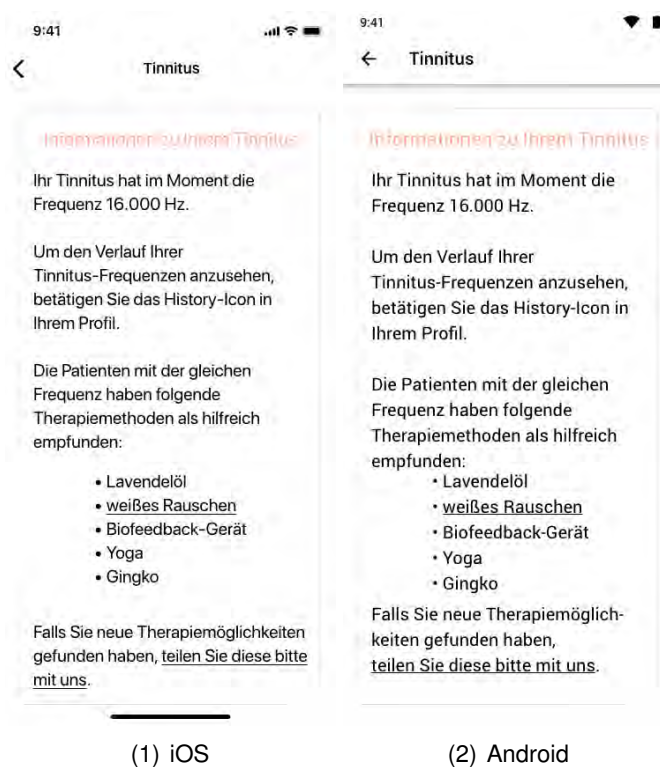 9:41
Tinnitus
Informationen zu Ihrem Tinnitus
Ihr Tinnitus hat im Moment die
Frequenz 16.000 Hz.
Um den Verlauf Ihrer
Tinnitus-Frequenzen anzusehen,
betätigen Sie das History-Icon in
Ihrem Profil.
Die Patienten mit der gleichen
Frequenz haben folgende
Therapiemethoden als hilfreich
empfunden:
• Lavendelöl
• weißes Rauschen
• Biofeedback-Gerät
• Yoga
• Gingko
Falls Sie neue Therapiemöglichkeiten
gefunden haben, teilen Sie diese bitte
mit uns.
(1) iOS
9:41
Tinnitus
Informationen zu Ihrem Tinnitus
Ihr Tinnitus hat im Moment die
Frequenz 16.000 Hz.
Um den Verlauf Ihrer
Tinnitus-Frequenzen anzusehen,
betätigen Sie das History-Icon in
Ihrem Profil.
Die Patienten mit der gleichen
Frequenz haben folgende
Therapiemethoden als hilfreich
empfunden:
• Lavendelöl
• weißes Rauschen
• Biofeedback-Gerät
• Yoga
• Gingko
Falls Sie neue Therapiemöglich-
keiten gefunden haben,
teilen Sie diese bitte mit uns.
(2) Android